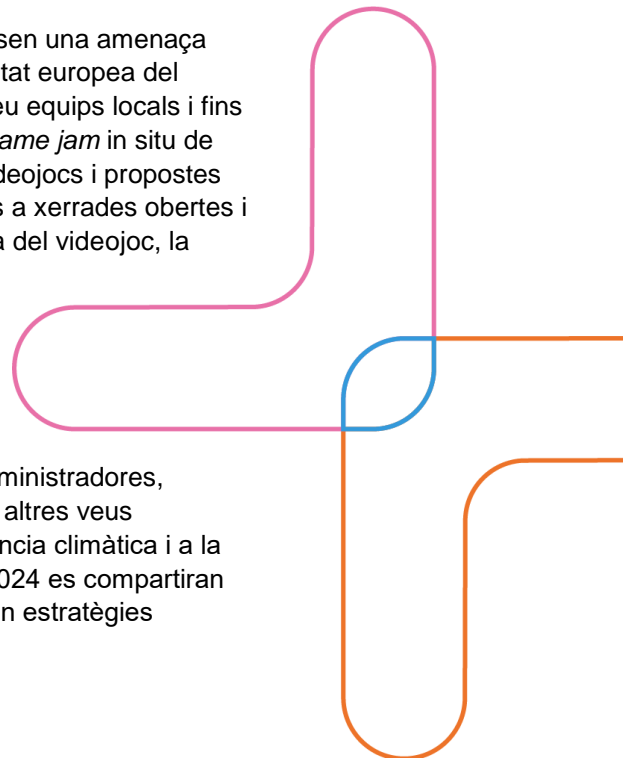 sen una amenaça
tat europea del
eu equips locals i fins
ame jam in situ de
deojocs i propostes
s a xerrades obertes i
a del videojoc, la
ministradores,
altres veus
ncia climàtica i a la
024 es compartiran
n estratègies